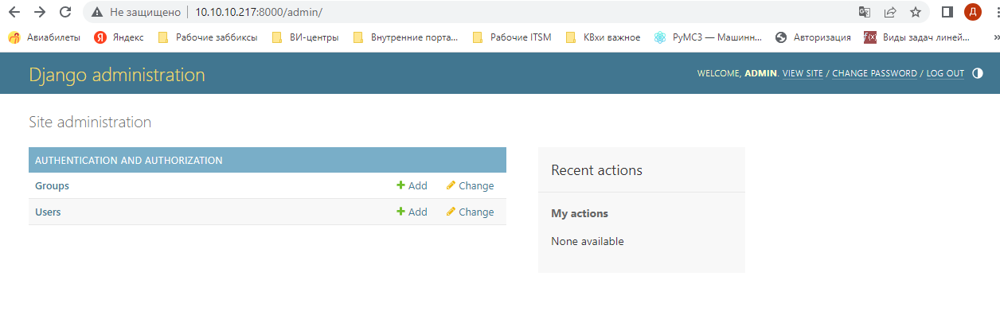 Не защищено 10.10.10.217:8000/admin/ Д
Авиабилеты Я Яндекс Рабочие заббиксы ВИ-центры Внутренние порта... Рабочие ITSM КВхи важное PyMC3 — Машинн... Авторизация f(x) Виды задач линей... »
Django administration WELCOME, ADMIN. VIEW SITE / CHANGE PASSWORD / LOG OUT
Site administration
AUTHENTICATION AND AUTHORIZATION
Groups Add Change
Users Add Change
Recent actions
My actions
None available